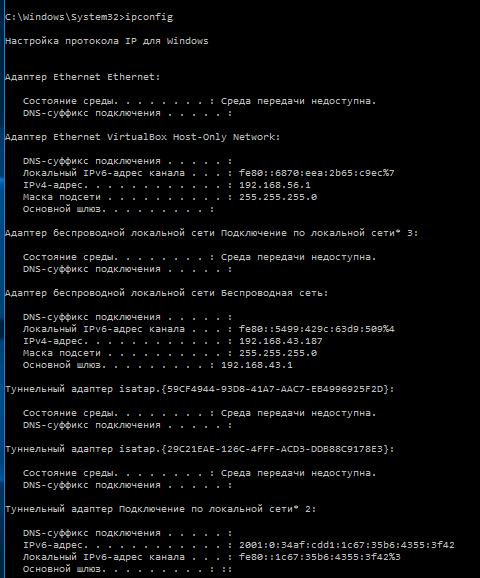 C:\Windows\System32>ipconfig
Настройка протокола IP для Windows
Адаптер Ethernet Ethernet:
Состояние среды. . . . . . . . : Среда передачи недоступна.
DNS-суффикс подключения . . . . . :
Адаптер Ethernet VirtualBox Host-Only Network:
DNS-суффикс подключения . . . . . :
Локальный IPv6-адрес канала . . . : fe80::6870:eea:2b65:c9ec%7
IPv4-адрес. . . . . . . . . . . . : 192.168.56.1
Маска подсети . . . . . . . . . . : 255.255.255.0
Основной шлюз. . . . . . . . . :
Адаптер беспроводной локальной сети Подключение по локальной сети* 3:
Состояние среды. . . . . . . . : Среда передачи недоступна.
DNS-суффикс подключения . . . . . :
Адаптер беспроводной локальной сети Беспроводная сеть:
DNS-суффикс подключения . . . . . :
Локальный IPv6-адрес канала . . . : fe80::5499:429c:63d9:509%4
IPv4-адрес. . . . . . . . . . . . : 192.168.43.187
Маска подсети . . . . . . . . . . : 255.255.255.0
Основной шлюз. . . . . . . . . : 192.168.43.1
Туннельный адаптер isatap.{59CF4944-93D8-41A7-AAC7-EB4996925F2D}:
Состояние среды. . . . . . . . : Среда передачи недоступна.
DNS-суффикс подключения . . . . . :
Туннельный адаптер isatap.{29C21EAE-126C-4FFF-ACD3-DDB88C9178E3}:
Состояние среды. . . . . . . . : Среда передачи недоступна.
DNS-суффикс подключения . . . . . :
Туннельный адаптер Подключение по локальной сети* 2:
DNS-суффикс подключения . . . . . :
IPv6-адрес. . . . . . . . . . . . : 2001:0:34af:cdd1:1c67:35b6:4355:3f42
Локальный IPv6-адрес канала . . . : fe80::1c67:35b6:4355:3f42%3
Основной шлюз. . . . . . . . . : ::